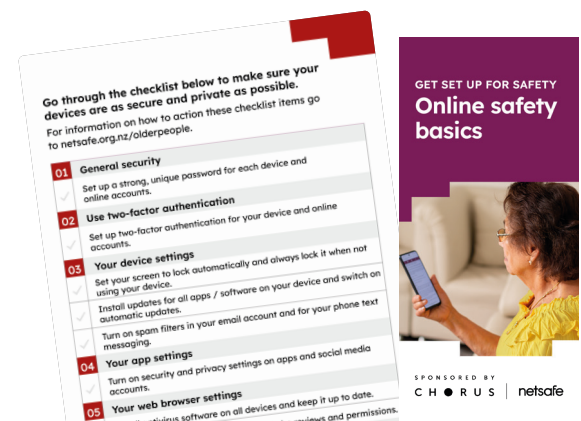 Go through the checklist below to make sure your
devices are as secure and private as possible.
For information on how to action these checklist items go
to netsafe.org.nz/olderpeople.
01 General security
Set up a strong, unique password for each device and
online accounts.
02 Use two-factor authentication
Set up two-factor authentication for your device and online
accounts.
03 Your device settings
Set your screen to lock automatically and always lock it when not
using your device.
Install updates for all apps / software on your device and switch on
automatic updates.
Turn on spam filters in your email account and for your phone text
messaging.
04 Your app settings
Turn on security and privacy settings on apps and social media
accounts.
05 Your web browser settings
software on all devices and keep it up to date.
and permissions.
GET SET UP FOR SAFETY
Online safety
basics
SPONSORED BY
CHORUS
netsafe